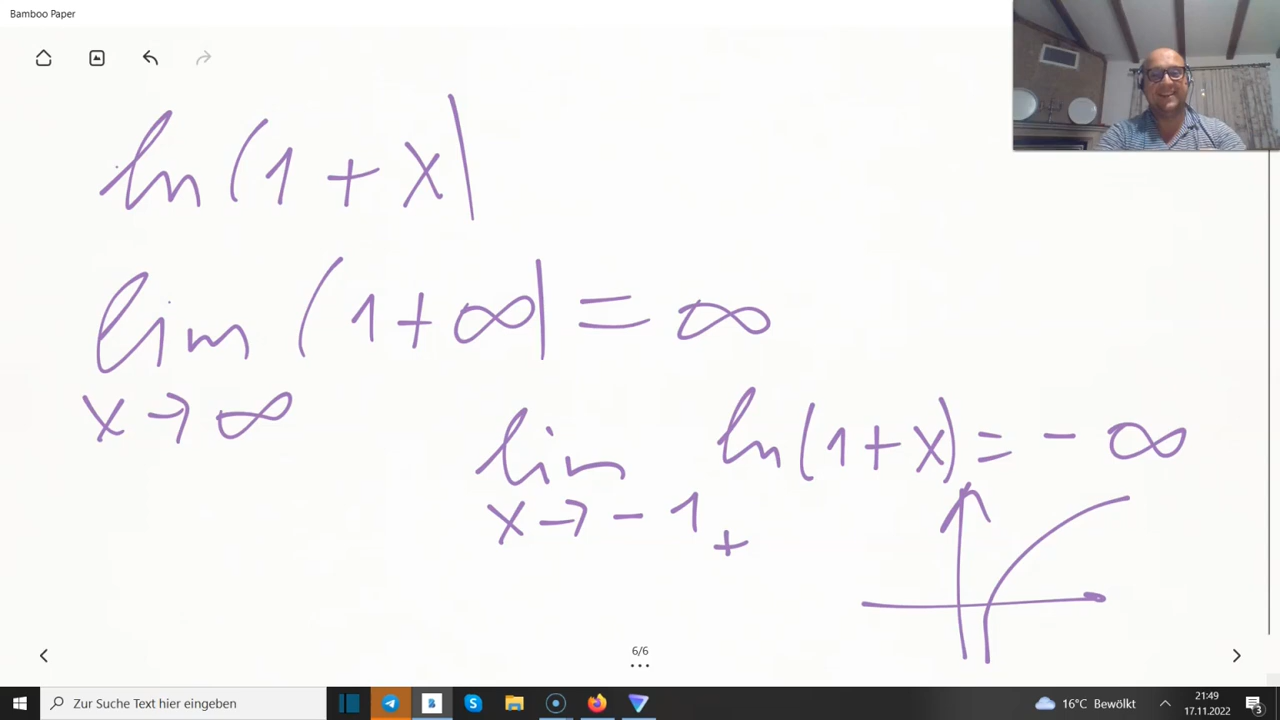 Bamboo Paper
ln(1+x)
lim (1+∞) = ∞
x→∞
lim ln(1+x) = -∞
x→-1+
6/6
Zur Suche Text hier eingeben
16°C Bewölkt
21:49
17.11.2022
3